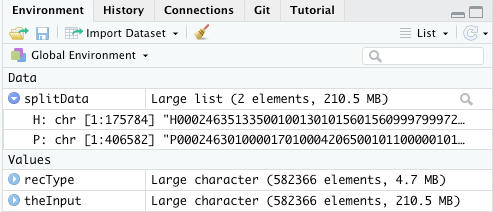 Environment History Connections Git Tutorial
Import Dataset List
Global Environment
Data
splitData Large list (2 elements, 210.5 MB)
H: chr [1:175784] "H000246351335001001301015601560999799972…
P: chr [1:406582] "P00024630100001701000420650010110000010​1…
Values
recType Large character (582366 elements, 4.7 MB)
theInput Large character (582366 elements, 210.5 MB)